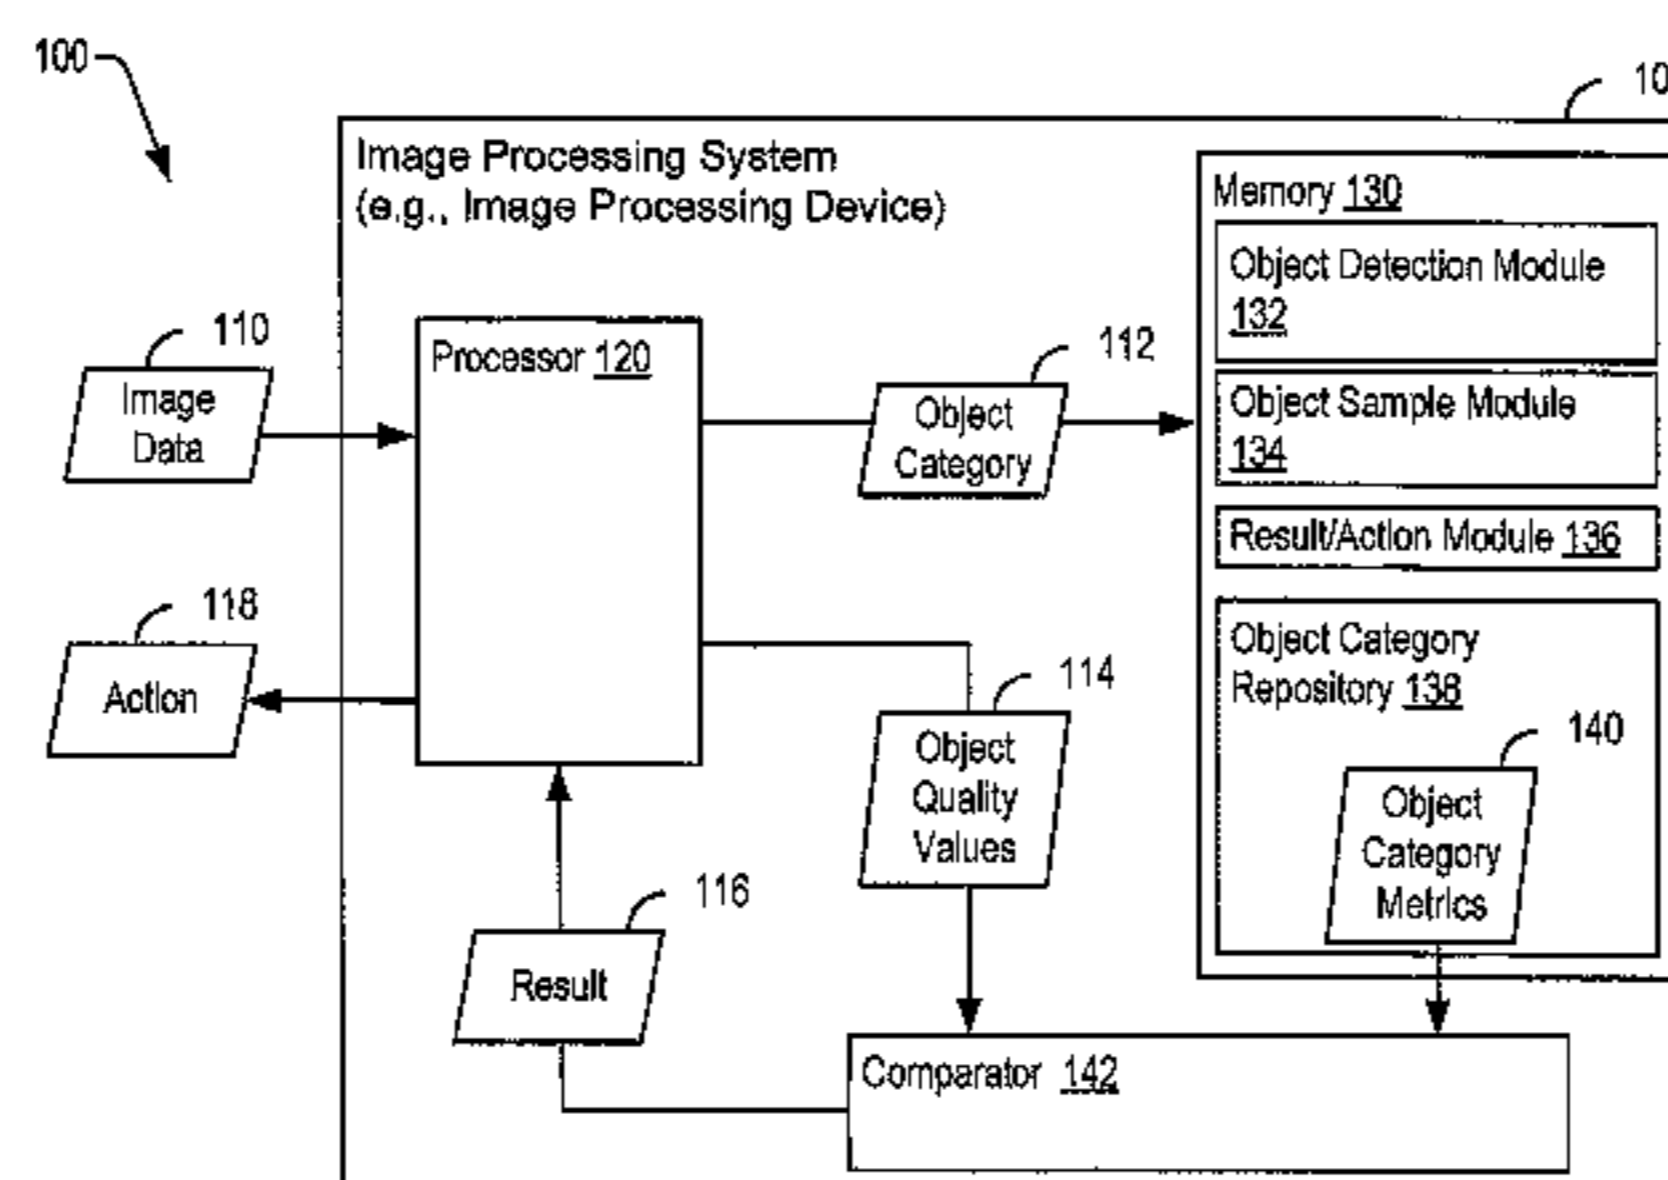 100
10
Image Processing System
(e.g., Image Processing Device)
Memory 130
Object Detection Module
132
110
Processor 120
112
Image
Data
Object
Category
Object Sample Module
134
Result/Action Module 136
118
Action
114
Object Category
Repository 138
Object
Quality
Values
140
Object
Category
Metrics
116
Result
Comparator 142